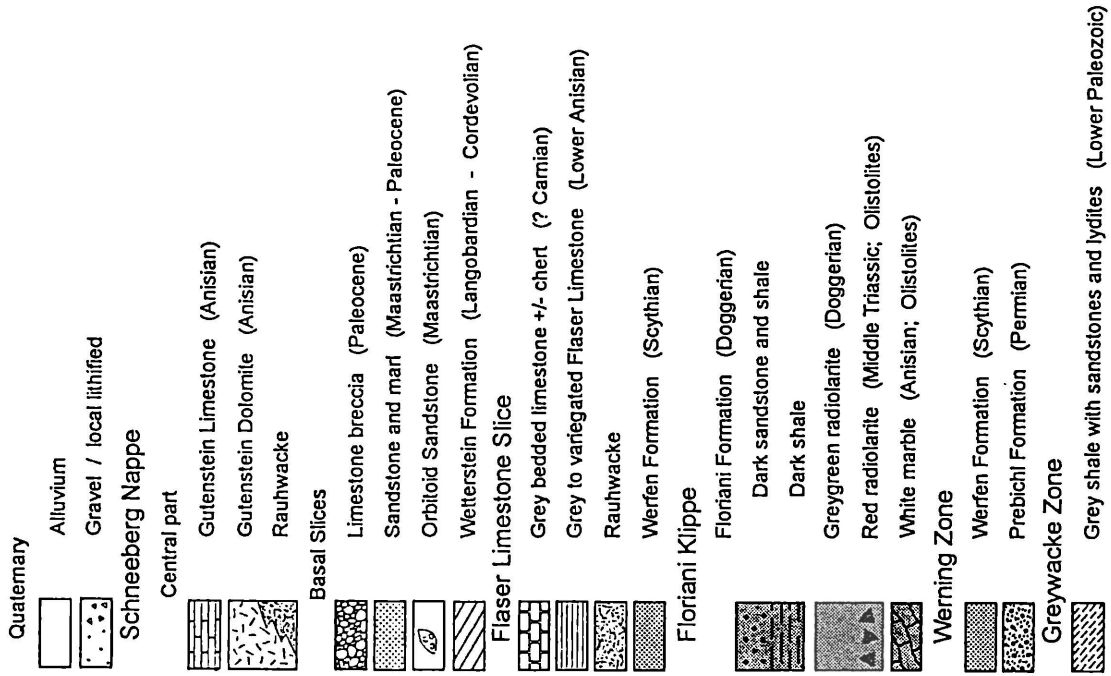 Quaternary
Alluvium
Gravel / local lithified
Schneeberg Nappe
Central part
Gutenstein Limestone (Anisian)
Gutenstein Dolomite (Anisian)
Rauhwacke
Basal Slices
Limestone breccia (Paleocene)
Sandstone and marl (Maastrichtian - Paleocene)
Orbitoid Sandstone (Maastrichtian)
Wetterstein Formation (Langobardian - Cordevolian)
Flaser Limestone Slice
Grey bedded limestone +/- chert (? Carnian)
Grey to variegated Flaser Limestone (Lower Anisian)
Rauhwacke
Werfen Formation (Scythian)
Floriani Klippe
Floriani Formation (Doggerian)
Dark sandstone and shale
Dark shale
Greygreen radiolarite (Doggerian)
Red radiolarite (Middle Triassic; Olistolites)
White marble (Anisian; Olistolites)
Werning Zone
Werfen Formation (Scythian)
Prebichl Formation (Permian)
Greywacke Zone
Grey shale with sandstones and lydites (Lower Paleozoic)